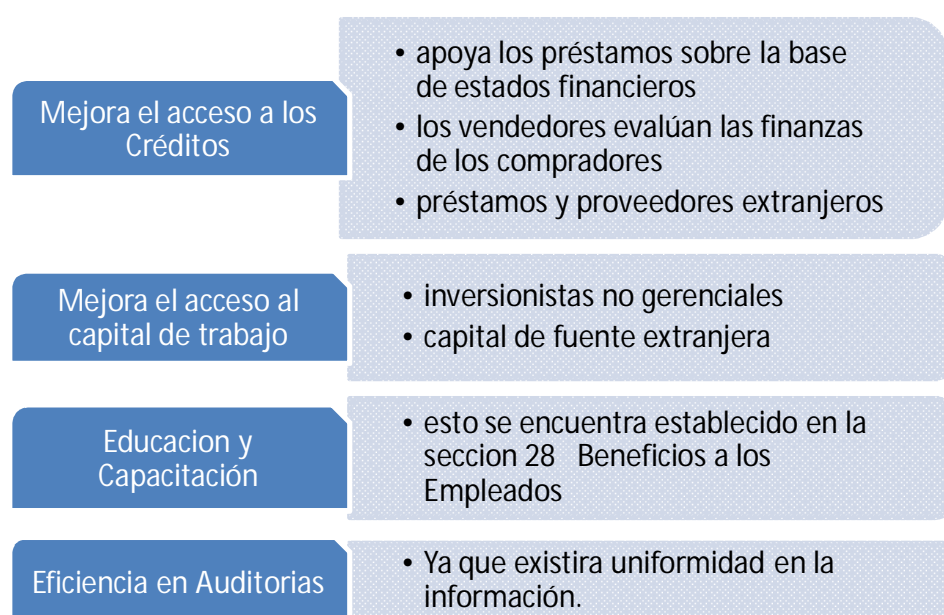 Mejora el acceso a los
Créditos
• apoya los préstamos sobre la base
de estados financieros
• los vendedores evalúan las finanzas
de los compradores
• préstamos y proveedores extranjeros
Mejora el acceso al
capital de trabajo
• inversionistas no gerenciales
• capital de fuente extranjera
Educacion y
Capacitación
• esto se encuentra establecido en la
seccion 28 Beneficios a los
Empleados
Eficiencia en Auditorias
• Ya que existira uniformidad en la
información.